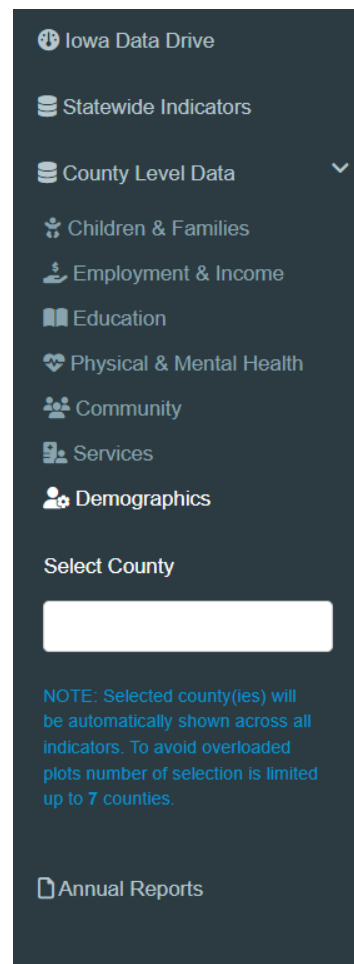 Iowa Data Drive
Statewide Indicators
County Level Data
Children & Families
Employment & Income
Education
Physical & Mental Health
Community
Services
Demographics
Select County
NOTE: Selected county(ies) will
be automatically shown across all
indicators. To avoid overloaded
plots number of selection is limited
up to 7 counties.
Annual Reports